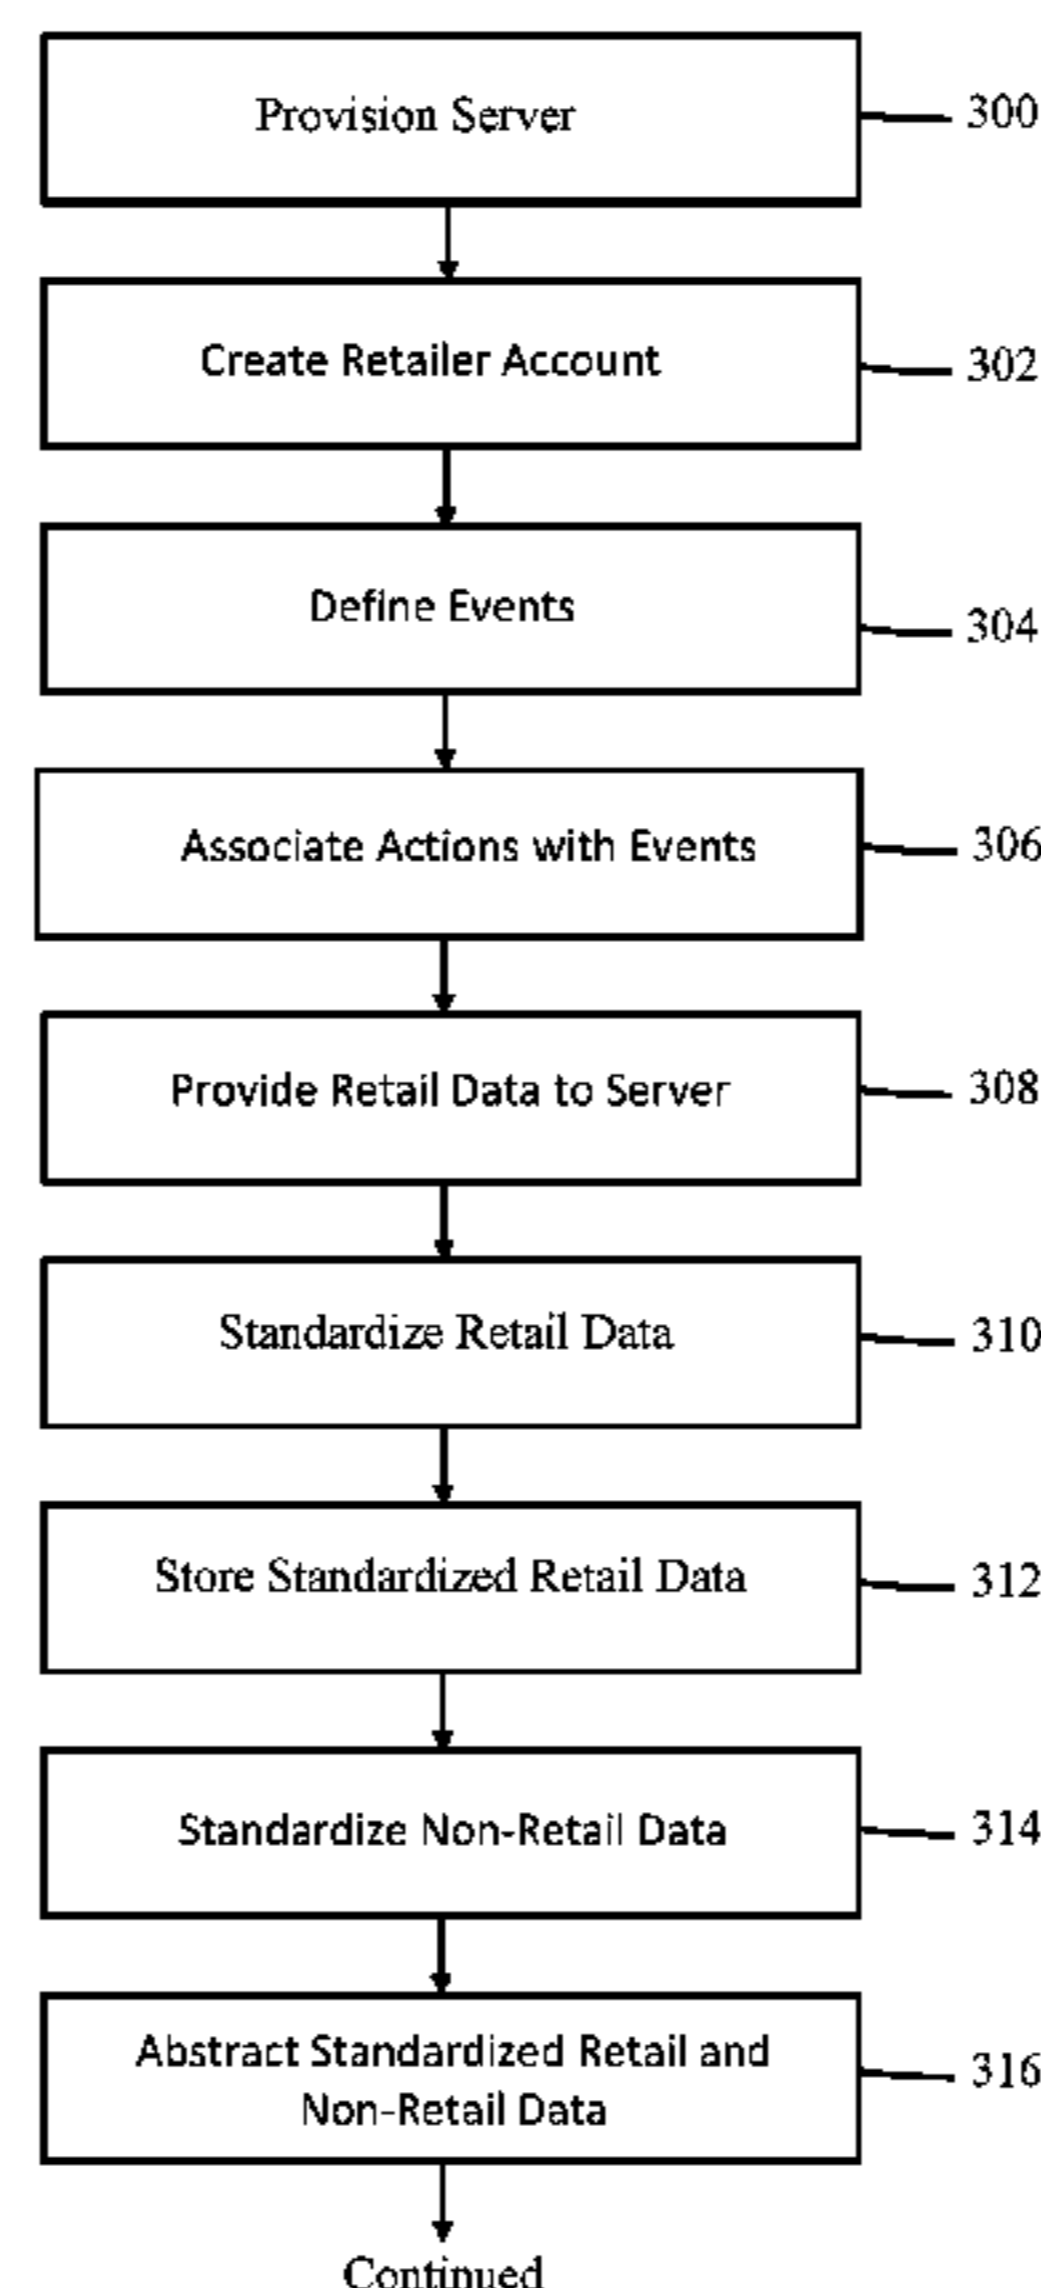 Provision Server
300
Create Retailer Account
302
Define Events
304
Associate Actions with Events
306
Provide Retail Data to Server
308
Standardize Retail Data
310
Store Standardized Retail Data
312
Standardize Non-Retail Data
314
Abstract Standardized Retail and
Non-Retail Data
316
Continued